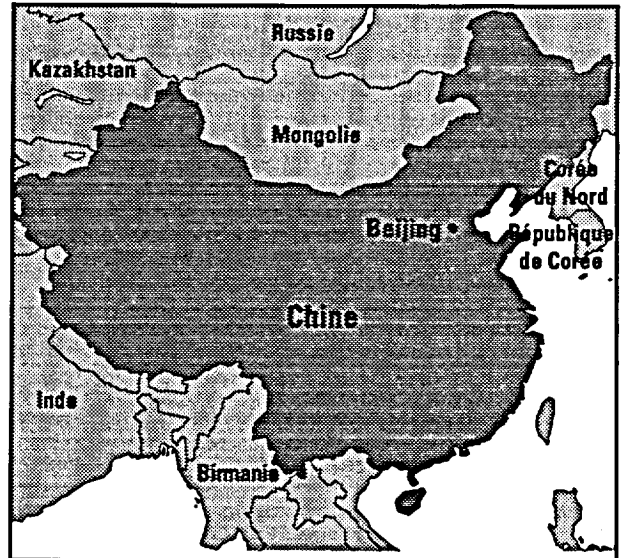 Russie
Kazakhstan
Mongolie
Corée
du Nord
Beijing
République
de Corée
Chine
Inde
Birmanie